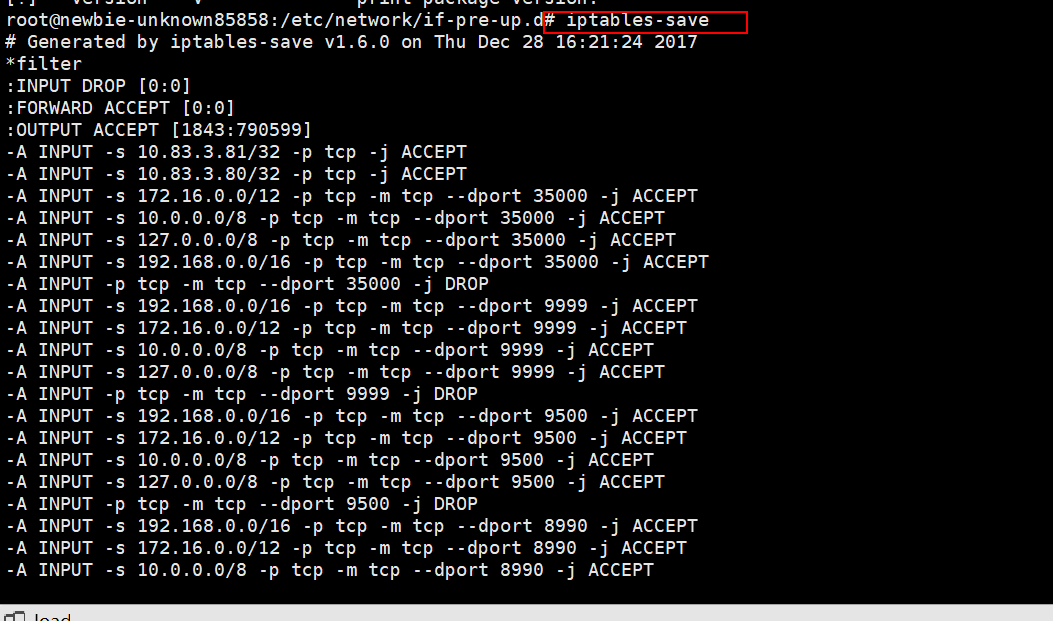 [!] --version -V print package version.
root@newbie-unknown85858:/etc/network/if-pre-up.d# iptables-save
# Generated by iptables-save v1.6.0 on Thu Dec 28 16:21:24 2017
*filter
:INPUT DROP [0:0]
:FORWARD ACCEPT [0:0]
:OUTPUT ACCEPT [1843:790599]
-A INPUT -s 10.83.3.81/32 -p tcp -j ACCEPT
-A INPUT -s 10.83.3.80/32 -p tcp -j ACCEPT
-A INPUT -s 172.16.0.0/12 -p tcp -m tcp --dport 35000 -j ACCEPT
-A INPUT -s 10.0.0.0/8 -p tcp -m tcp --dport 35000 -j ACCEPT
-A INPUT -s 127.0.0.0/8 -p tcp -m tcp --dport 35000 -j ACCEPT
-A INPUT -s 192.168.0.0/16 -p tcp -m tcp --dport 35000 -j ACCEPT
-A INPUT -p tcp -m tcp --dport 35000 -j DROP
-A INPUT -s 192.168.0.0/16 -p tcp -m tcp --dport 9999 -j ACCEPT
-A INPUT -s 172.16.0.0/12 -p tcp -m tcp --dport 9999 -j ACCEPT
-A INPUT -s 10.0.0.0/8 -p tcp -m tcp --dport 9999 -j ACCEPT
-A INPUT -s 127.0.0.0/8 -p tcp -m tcp --dport 9999 -j ACCEPT
-A INPUT -p tcp -m tcp --dport 9999 -j DROP
-A INPUT -s 192.168.0.0/16 -p tcp -m tcp --dport 9500 -j ACCEPT
-A INPUT -s 172.16.0.0/12 -p tcp -m tcp --dport 9500 -j ACCEPT
-A INPUT -s 10.0.0.0/8 -p tcp -m tcp --dport 9500 -j ACCEPT
-A INPUT -s 127.0.0.0/8 -p tcp -m tcp --dport 9500 -j ACCEPT
-A INPUT -p tcp -m tcp --dport 9500 -j DROP
-A INPUT -s 192.168.0.0/16 -p tcp -m tcp --dport 8990 -j ACCEPT
-A INPUT -s 172.16.0.0/12 -p tcp -m tcp --dport 8990 -j ACCEPT
-A INPUT -s 10.0.0.0/8 -p tcp -m tcp --dport 8990 -j ACCEPT
load